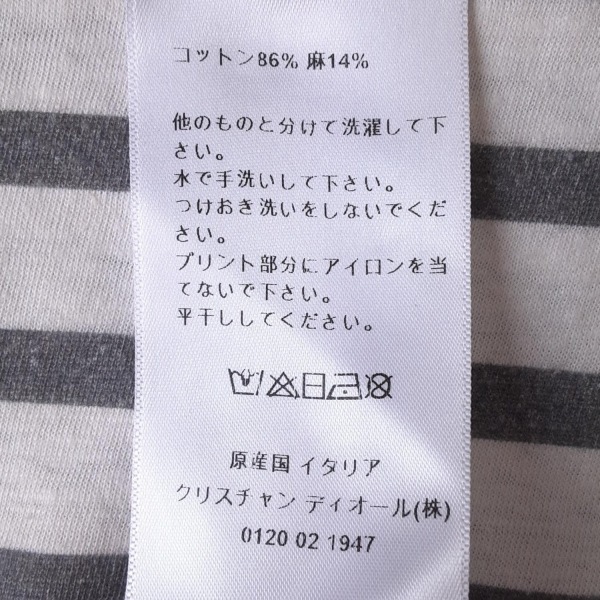 コットン86% 麻14%
他のものと分けて洗濯して下
さい。
水で手洗いして下さい。
つけおき洗いをしないでくだ
さい。
プリント部分にアイロンを当
てないで下さい。
平干ししてください。
原産国 イタリア
クリスチャン ディオール(株)
0120 02 1947